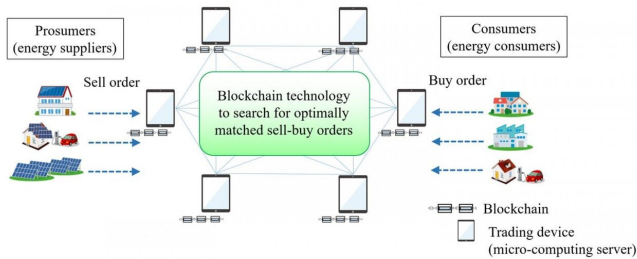 Prosumers
(energy suppliers)
Consumers
(energy consumers)
Sell order
Buy order
Blockchain technology
to search for optimally
matched sell-buy orders
Blockchain
Trading device
(micro-computing server)